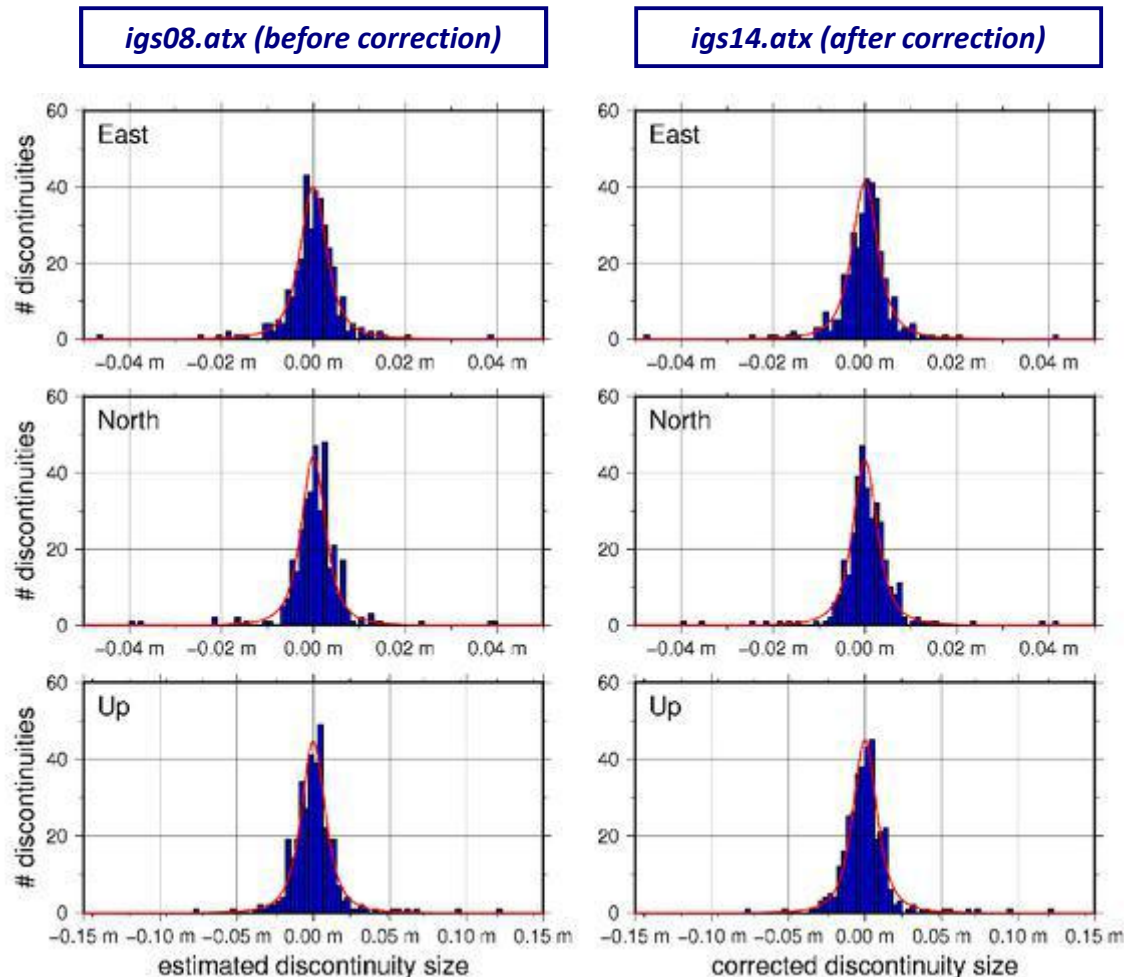 igs08.atx (before correction)
igs14.atx (after correction)
60
40
20
0
# discontinuities
East
−0.04 m −0.02 m 0.00 m 0.02 m 0.04 m
60
40
20
0
East
−0.04 m −0.02 m 0.00 m 0.02 m 0.04 m
60
40
20
0
# discontinuities
North
−0.04 m −0.02 m 0.00 m 0.02 m 0.04 m
60
40
20
0
North
−0.04 m −0.02 m 0.00 m 0.02 m 0.04 m
60
40
20
0
# discontinuities
Up
−0.15 m −0.10 m −0.05 m 0.00 m 0.05 m 0.10 m 0.15 m
estimated discontinuity size
60
40
20
0
Up
−0.15 m −0.10 m −0.05 m 0.00 m 0.05 m 0.10 m 0.15 m
corrected discontinuity size